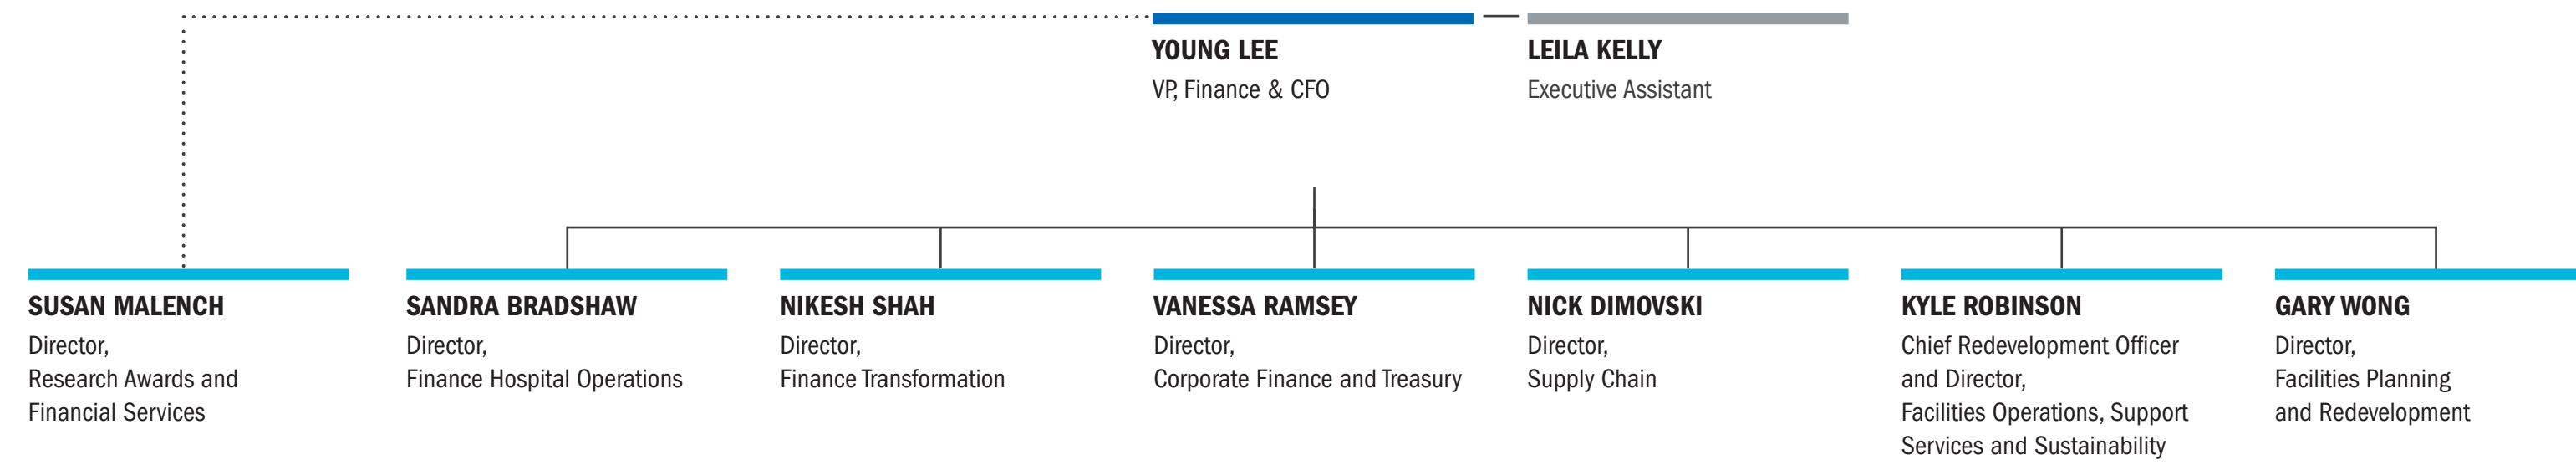 YOUNG LEE
VP, Finance & CFO
LEILA KELLY
Executive Assistant
SUSAN MALENCH
Director,
Research Awards and
Financial Services
SANDRA BRADSHAW
Director,
Finance Hospital Operations
NIKESH SHAH
Director,
Finance Transformation
VANESSA RAMSEY
Director,
Corporate Finance and Treasury
NICK DIMOVSKI
Director,
Supply Chain
KYLE ROBINSON
Chief Redevelopment Officer
and Director,
Facilities Operations, Support
Services and Sustainability
GARY WONG
Director,
Facilities Planning
and Redevelopment